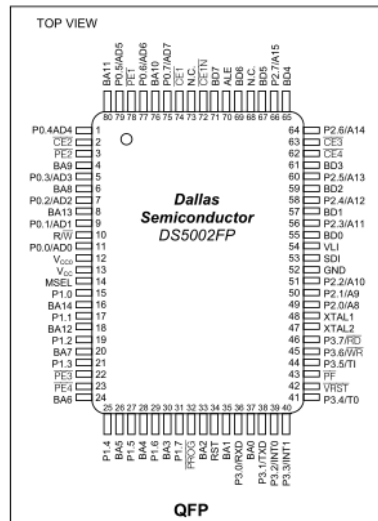 TOP VIEW
BA11
P0.5/AD5
PE1
P0.6/AD6
BA10
P0.7/AD7
CE1
N.C.
CE1N
BD7
ALE
BD6
N.C.
BD5
P2.7/A15
BD4
80 79 78 77 76 75 74 73 72 71 70 69 68 67 66 65
P0.4AD4 1
CE2 2
PE2 3
BA9 4
P0.3/AD3 5
BA8 6
P0.2/AD2 7
BA13 8
P0.1/AD1 9
R/W 10
P0.0/AD0 11
VCC0 12
VCC 13
MSEL 14
P1.0 15
BA14 16
P1.1 17
BA12 18
P1.2 19
BA7 20
P1.3 21
PE3 22
PE4 23
BA6 24
Dallas
Semiconductor
DS5002FP
64 P2.6/A14
63 CE3
62 CE4
61 BD3
60 P2.5/A13
59 BD2
58 P2.4/A12
57 BD1
56 P2.3/A11
55 BD0
54 VLI
53 SDI
52 GND
51 P2.2/A10
50 P2.1/A9
49 P2.0/A8
48 XTAL1
47 XTAL2
46 P3.7/RD
45 P3.6/WR
44 P3.5/TI
43 PF
42 VRST
41 P3.4/T0
25 26 27 28 29 30 31 32 33 34 35 36 37 38 39 40
P1.4
BA5
P1.5
BA4
P1.6
BA3
P1.7
PROG
BA2
RST
BA1
P3.0/RXD
BA0
P3.1/TXD
P3.2/INT0
P3.3/INT1
QFP